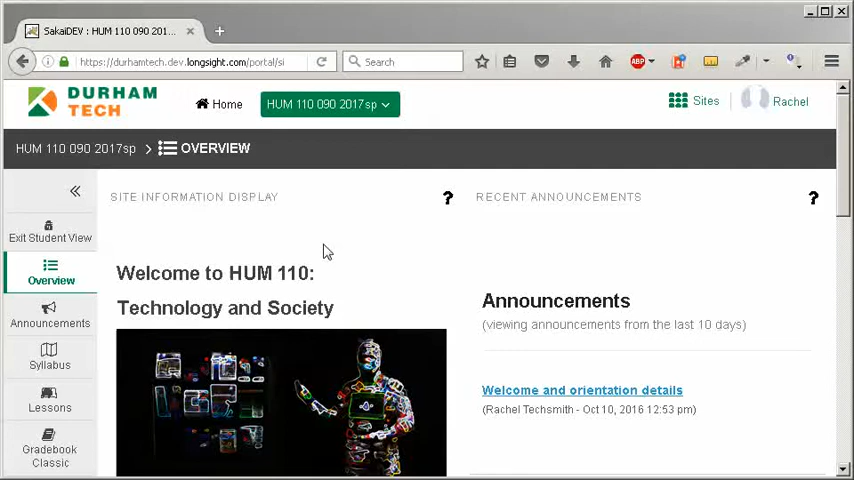 SakaiDEV : HUM 110 090 201...
https://durhamtech.dev.longsight.com/portal/si
Search
ABP
DURHAM
TECH
Home
HUM 110 090 2017sp
Sites
Rachel
HUM 110 090 2017sp
OVERVIEW
SITE INFORMATION DISPLAY
?
RECENT ANNOUNCEMENTS
?
Exit Student View
Overview
Announcements
Syllabus
Lessons
Gradebook
Classic
Welcome to HUM 110:
Technology and Society
Announcements
(viewing announcements from the last 10 days)
Welcome and orientation details
(Rachel Techsmith - Oct 10, 2016 12:53 pm)